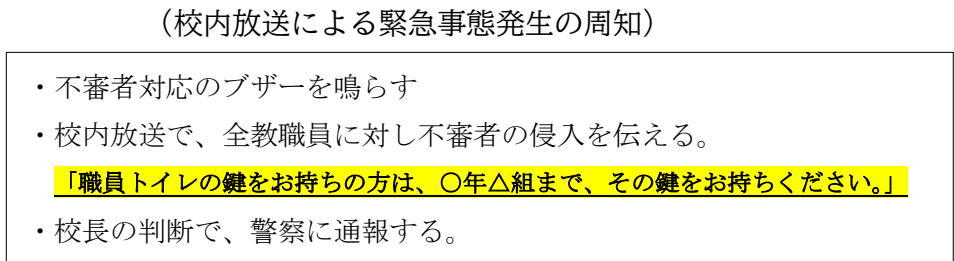 （校内放送による緊急事態発生の周知）
・不審者対応のブザーを鳴らす
・校内放送で、全教職員に対し不審者の侵入を伝える。
「職員トイレの鍵をお持ちの方は、〇年△組まで、その鍵をお持ちください。」
・校長の判断で、警察に通報する。